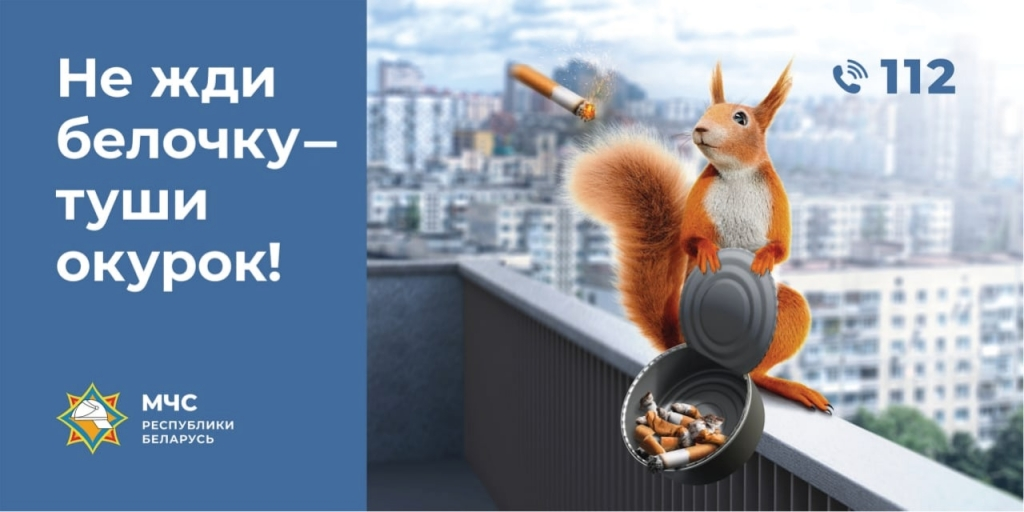 Не жди
белочку—
туши
окурок!
112
МЧС
РЕСПУБЛИКИ
БЕЛАРУСЬ